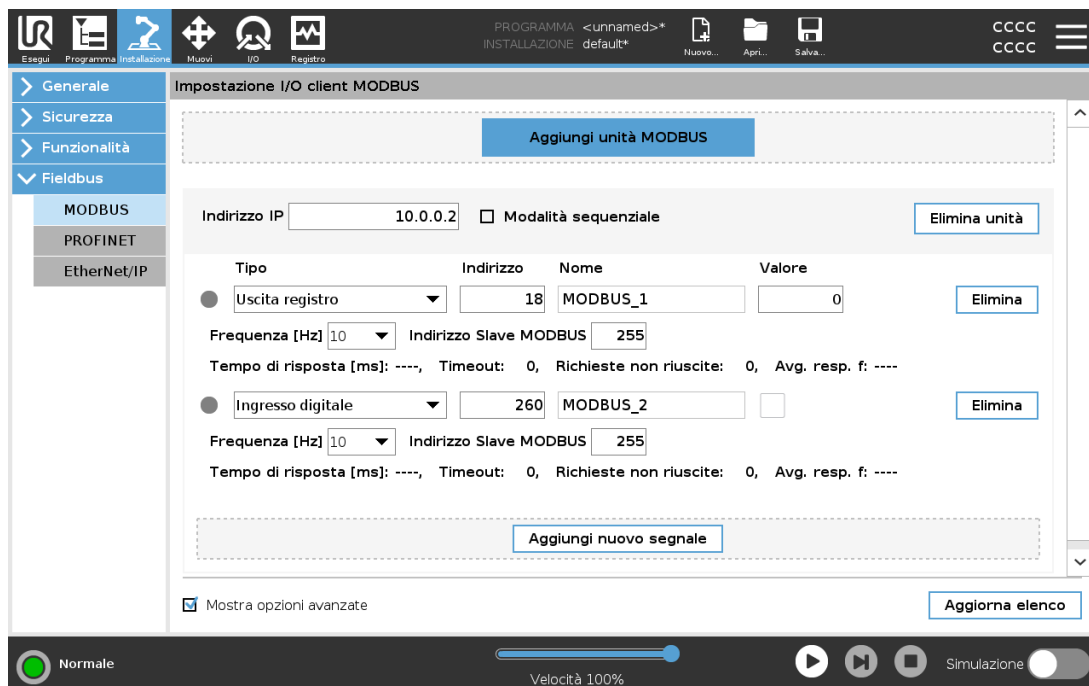 PROGRAMMA <unnamed>*
INSTALLAZIONE default*
CCCC
CCCC
Esegui Programma Installazione Muovi I/O Registro Nuovo... Apri... Salva...
Generale
Sicurezza
Funzionalità
Fieldbus
MODBUS
PROFINET
EtherNet/IP
Impostazione I/O client MODBUS
Aggiungi unità MODBUS
Indirizzo IP 10.0.0.2 Modalità sequenziale Elimina unità
Tipo Indirizzo Nome Valore
Uscita registro 18 MODBUS_1 0 Elimina
Frequenza [Hz] 10 Indirizzo Slave MODBUS 255
Tempo di risposta [ms]: ----, Timeout: 0, Richieste non riuscite: 0, Avg. resp. f: ----
Ingresso digitale 260 MODBUS_2 Elimina
Frequenza [Hz] 10 Indirizzo Slave MODBUS 255
Tempo di risposta [ms]: ----, Timeout: 0, Richieste non riuscite: 0, Avg. resp. f: ----
Aggiungi nuovo segnale
Mostra opzioni avanzate Aggiorna elenco
Normale
Velocità 100%
Simulazione